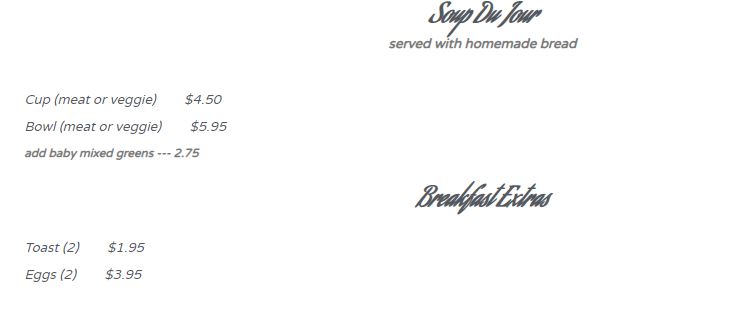 Soup Du Jour
served with homemade bread
Cup (meat or veggie) $4.50
Bowl (meat or veggie) $5.95
add baby mixed greens --- 2.75
Breakfast Extras
Toast (2) $1.95
Eggs (2) $3.95